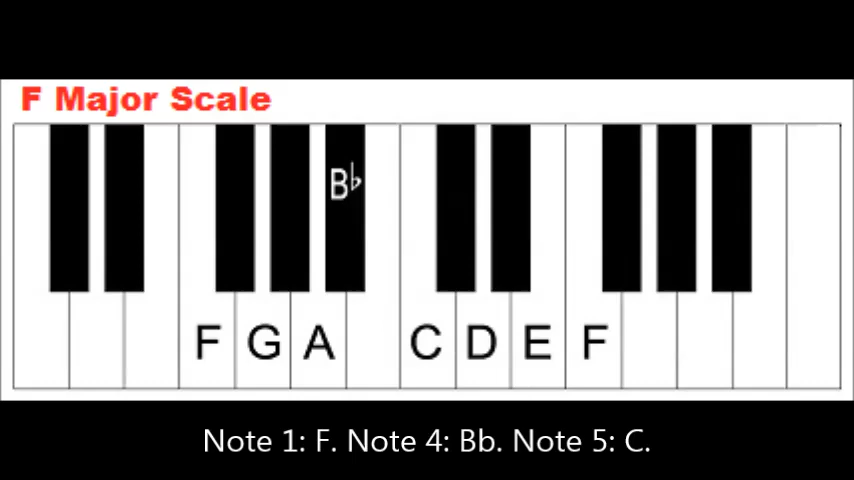 F Major Scale
B♭
F G A C D E F
Note 1: F. Note 4: Bb. Note 5: C.